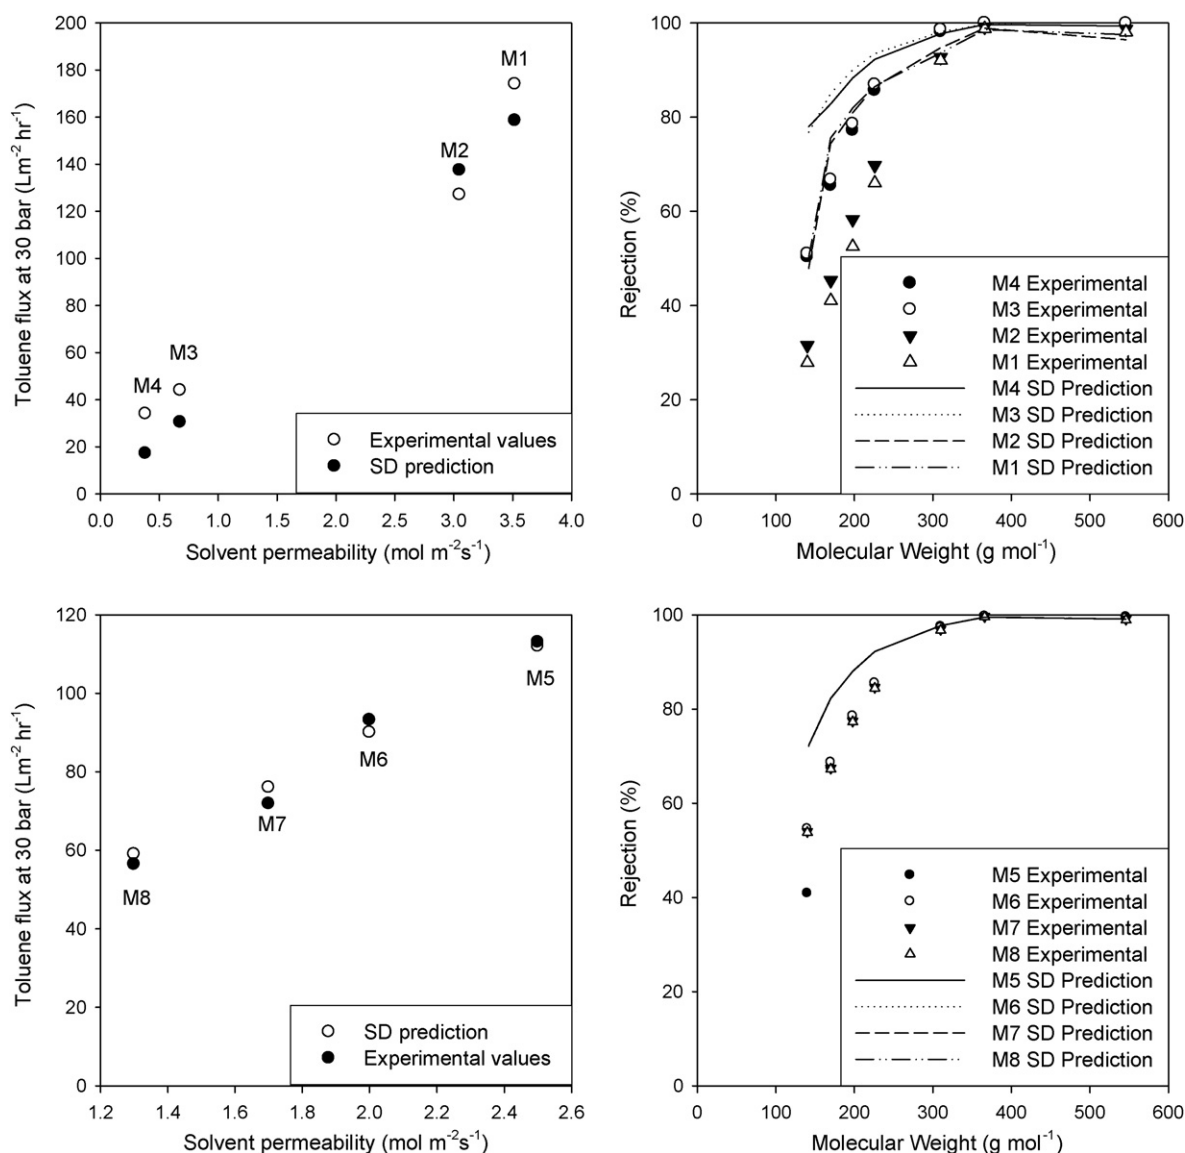 200
180
160
140
120
100
80
60
40
20
0
Toluene flux at 30 bar (Lm⁻² hr⁻¹)
M1
M2
M3
M4
Experimental values
SD prediction
0.0 0.5 1.0 1.5 2.0 2.5 3.0 3.5 4.0
Solvent permeability (mol m⁻²s⁻¹)
100
80
60
40
20
0
Rejection (%)
M4 Experimental
M3 Experimental
M2 Experimental
M1 Experimental
M4 SD Prediction
M3 SD Prediction
M2 SD Prediction
M1 SD Prediction
0 100 200 300 400 500 600
Molecular Weight (g mol⁻¹)
120
100
80
60
40
20
0
Toluene flux at 30 bar (Lm⁻² hr⁻¹)
M5
M6
M7
M8
SD prediction
Experimental values
1.2 1.4 1.6 1.8 2.0 2.2 2.4 2.6
Solvent permeability (mol m⁻²s⁻¹)
100
80
60
40
20
0
Rejection (%)
M5 Experimental
M6 Experimental
M7 Experimental
M8 Experimental
M5 SD Prediction
M6 SD Prediction
M7 SD Prediction
M8 SD Prediction
0 100 200 300 400 500 600
Molecular Weight (g mol⁻¹)